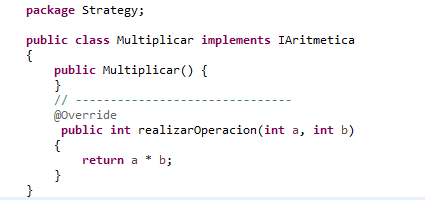 package Strategy;
public class Multiplicar implements IAritmetica
{
public Multiplicar() {
}
// -------------------------------
@Override
public int realizarOperacion(int a, int b)
{
return a * b;
}
}